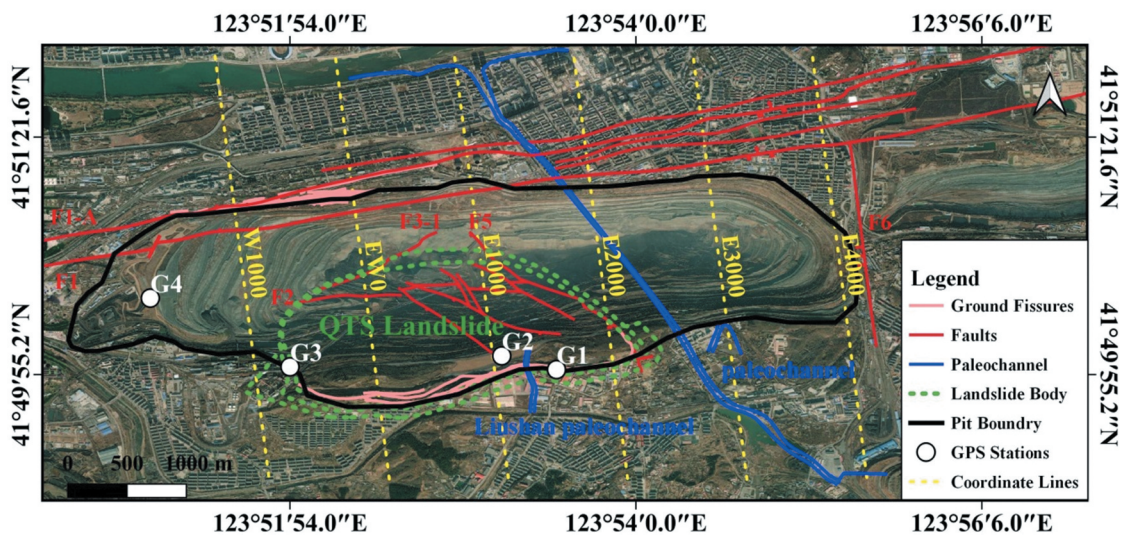 123°51′54.0″E
123°54′0.0″E
123°56′6.0″E
41°51′21.6″N
41°51′21.6″N
F1-A
F1
F3-1
F5
F6
W1000
EW0
E1000
E2000
E3000
E4000
G4
F2
QTS Landslide
G2
G3
G1
paleochannel
Liushan paleochannel
41°49′55.2″N
41°49′55.2″N
Legend
Ground Fissures
Faults
Paleochannel
Landslide Body
Pit Boundry
GPS Stations
Coordinate Lines
0 500 1000 m
123°51′54.0″E
123°54′0.0″E
123°56′6.0″E